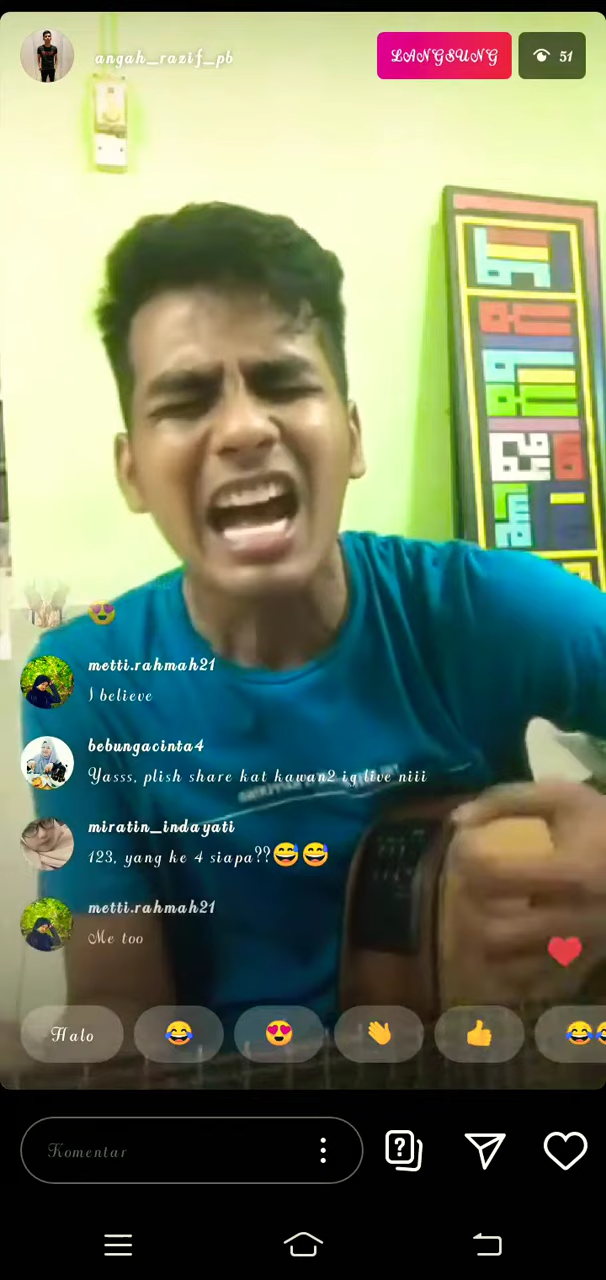 angah_razif_pb
LANGSUNG
51
metti.rahmah21
I believe
bebungacinta4
Yasss, plish share kat kawan2 ig live niii
miratin_indayati
123, yang ke 4 siapa??😅😅
metti.rahmah21
Me too
Halo
Komentar